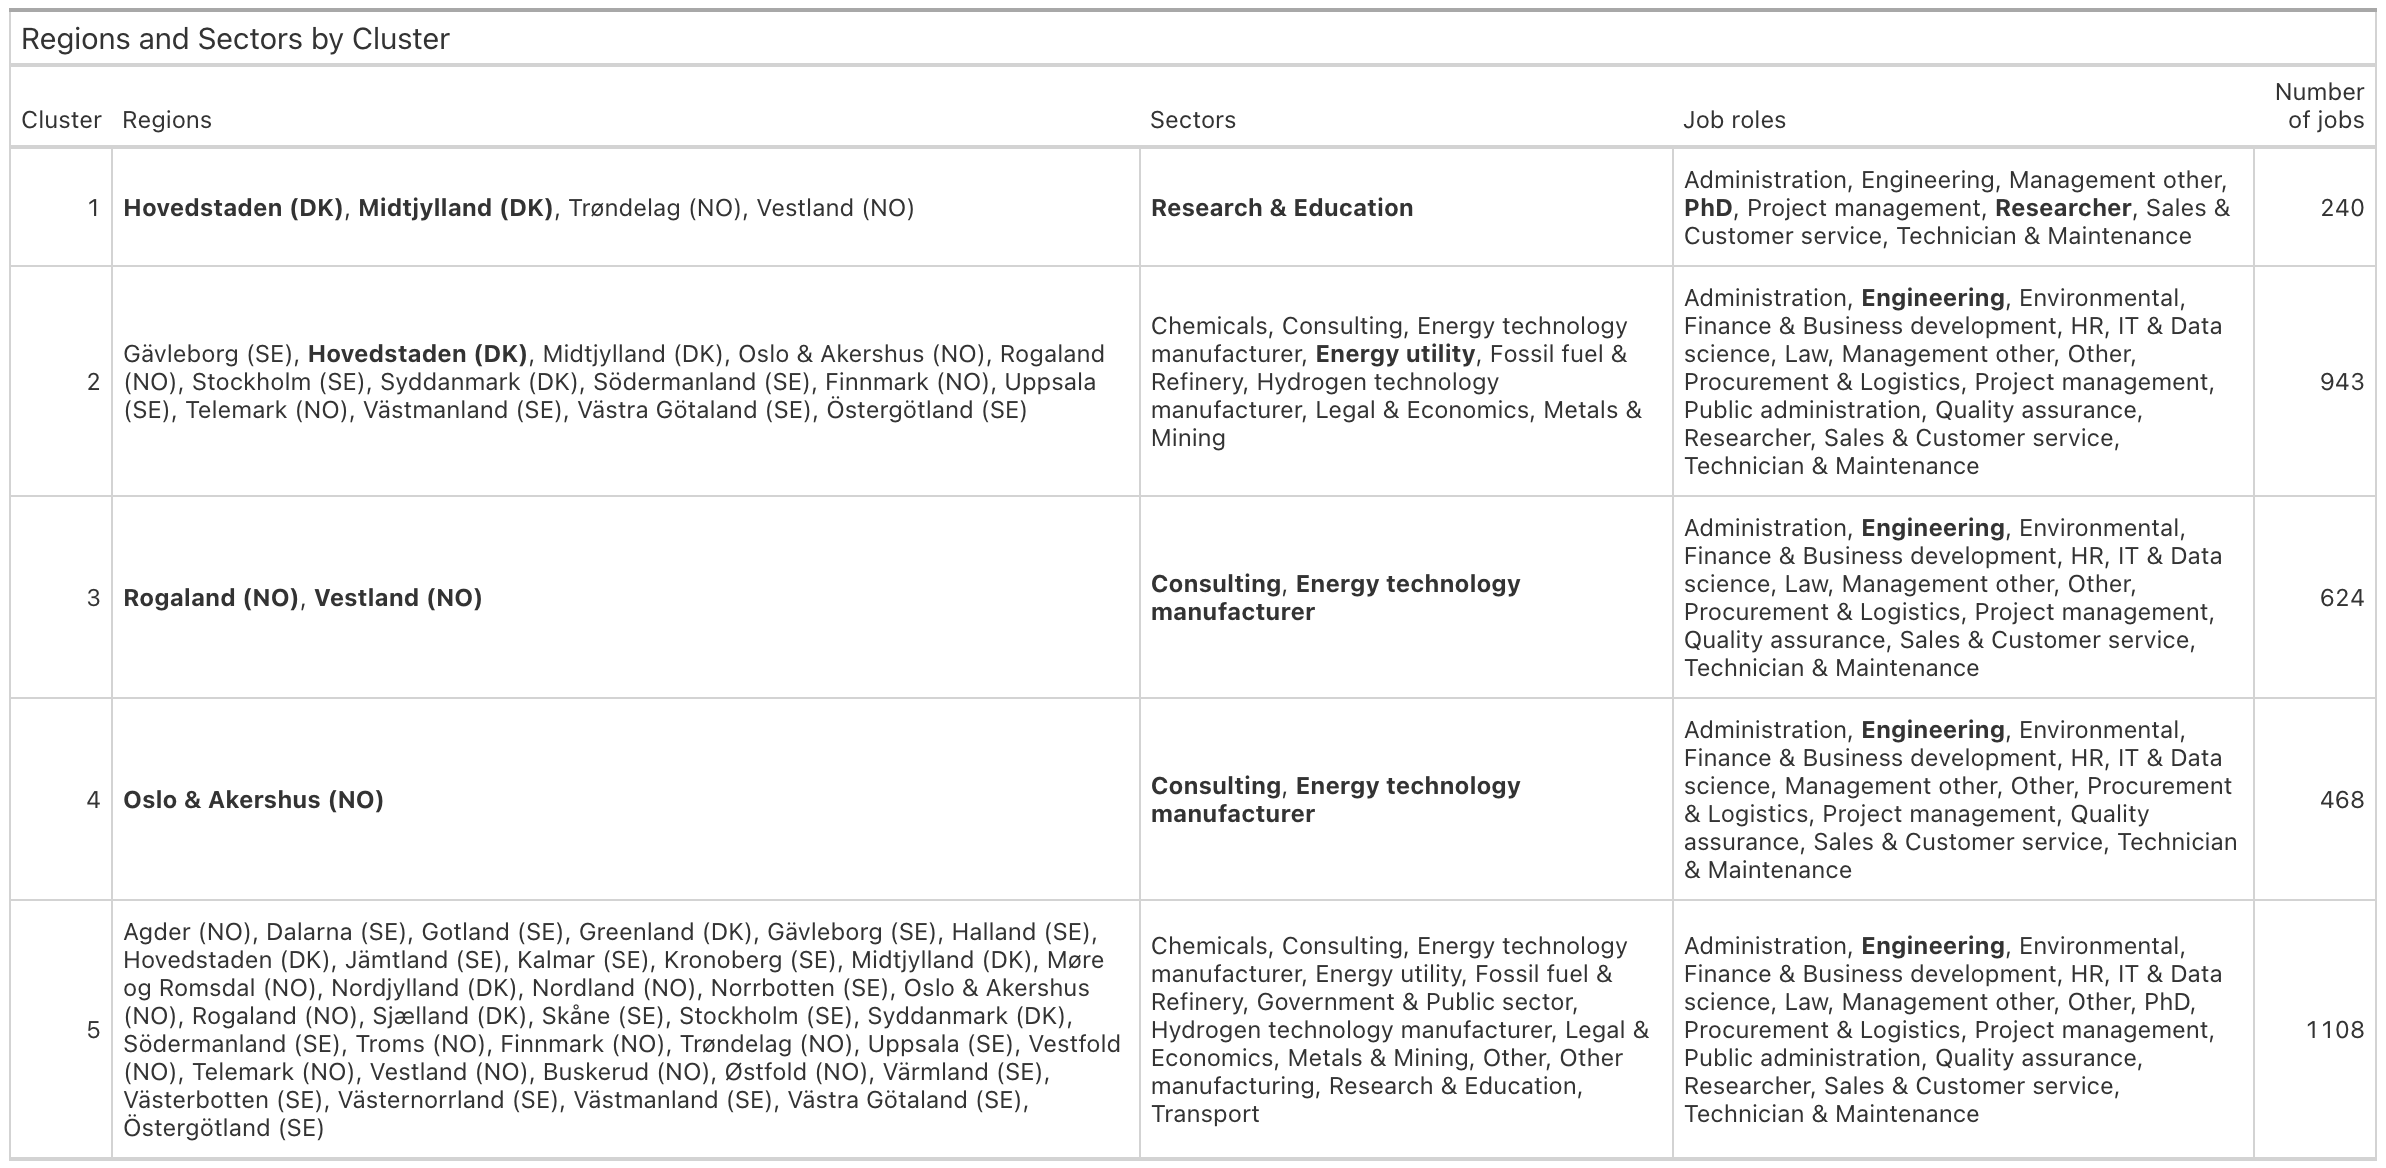 Regions and Sectors by Cluster
Cluster
Regions
Sectors
Job roles
Number
of jobs
1
Hovedstaden (DK), Midtjylland (DK), Trøndelag (NO), Vestland (NO)
Research & Education
Administration, Engineering, Management other,
PhD, Project management, Researcher, Sales &
Customer service, Technician & Maintenance
240
2
Gävleborg (SE), Hovedstaden (DK), Midtjylland (DK), Oslo & Akershus (NO), Rogaland
(NO), Stockholm (SE), Syddanmark (DK), Södermanland (SE), Finnmark (NO), Uppsala
(SE), Telemark (NO), Västmanland (SE), Västra Götaland (SE), Östergötland (SE)
Chemicals, Consulting, Energy technology
manufacturer, Energy utility, Fossil fuel &
Refinery, Hydrogen technology
manufacturer, Legal & Economics, Metals &
Mining
Administration, Engineering, Environmental,
Finance & Business development, HR, IT & Data
science, Law, Management other, Other,
Procurement & Logistics, Project management,
Public administration, Quality assurance,
Researcher, Sales & Customer service,
Technician & Maintenance
943
3
Rogaland (NO), Vestland (NO)
Consulting, Energy technology
manufacturer
Administration, Engineering, Environmental,
Finance & Business development, HR, IT & Data
science, Law, Management other, Other,
Procurement & Logistics, Project management,
Quality assurance, Sales & Customer service,
Technician & Maintenance
624
4
Oslo & Akershus (NO)
Consulting, Energy technology
manufacturer
Administration, Engineering, Environmental,
Finance & Business development, HR, IT & Data
science, Management other, Other, Procurement
& Logistics, Project management, Quality
assurance, Sales & Customer service, Technician
& Maintenance
468
5
Agder (NO), Dalarna (SE), Gotland (SE), Greenland (DK), Gävleborg (SE), Halland (SE),
Hovedstaden (DK), Jämtland (SE), Kalmar (SE), Kronoberg (SE), Midtjylland (DK), Møre
og Romsdal (NO), Nordjylland (DK), Nordland (NO), Norrbotten (SE), Oslo & Akershus
(NO), Rogaland (NO), Sjælland (DK), Skåne (SE), Stockholm (SE), Syddanmark (DK),
Södermanland (SE), Troms (NO), Finnmark (NO), Trøndelag (NO), Uppsala (SE), Vestfold
(NO), Telemark (NO), Vestland (NO), Buskerud (NO), Østfold (NO), Värmland (SE),
Västerbotten (SE), Västernorrland (SE), Västmanland (SE), Västra Götaland (SE),
Östergötland (SE)
Chemicals, Consulting, Energy technology
manufacturer, Energy utility, Fossil fuel &
Refinery, Government & Public sector,
Hydrogen technology manufacturer, Legal &
Economics, Metals & Mining, Other, Other
manufacturing, Research & Education,
Transport
Administration, Engineering, Environmental,
Finance & Business development, HR, IT & Data
science, Law, Management other, Other, PhD,
Procurement & Logistics, Project management,
Public administration, Quality assurance,
Researcher, Sales & Customer service,
Technician & Maintenance
1108